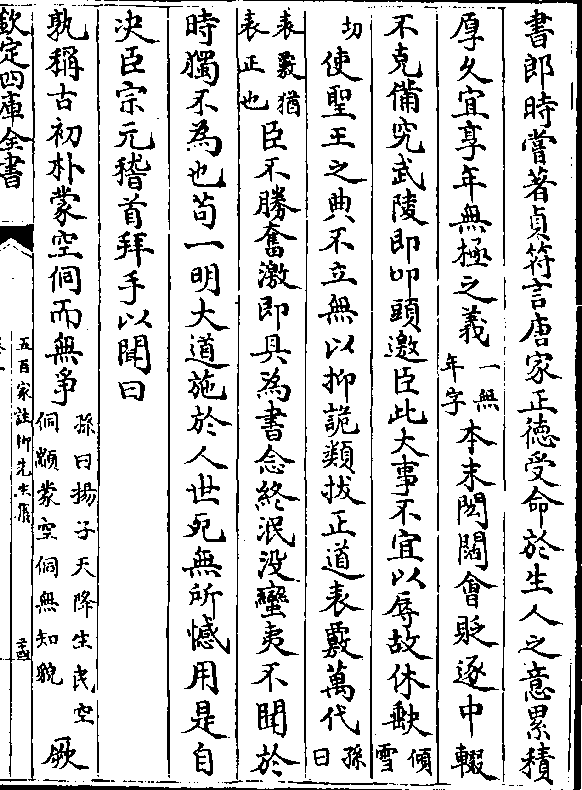 書郎時嘗著貞符言唐家正徳受命於生人之意累積
厚久宜享年無極之義一無年字本末閎闊會貶逐中輟
不克備究武陵即叩頭邀臣此大事不宜以辱故休缺傾雪
切使聖王之典不立無以抑詭類拔正道表覈萬代孫曰
表覈猶表正也臣不勝奮激即具為書念終泯没蠻夷不聞於
時獨不為也苟一明大道施於人世死無所憾用是自
决臣宗元稽首拜手以聞曰
孰稱古初朴蒙空侗而無争孫曰揚子天降生民空侗顓蒙空侗無知貌厥
欽定四庫全書
五百家註柳先生集